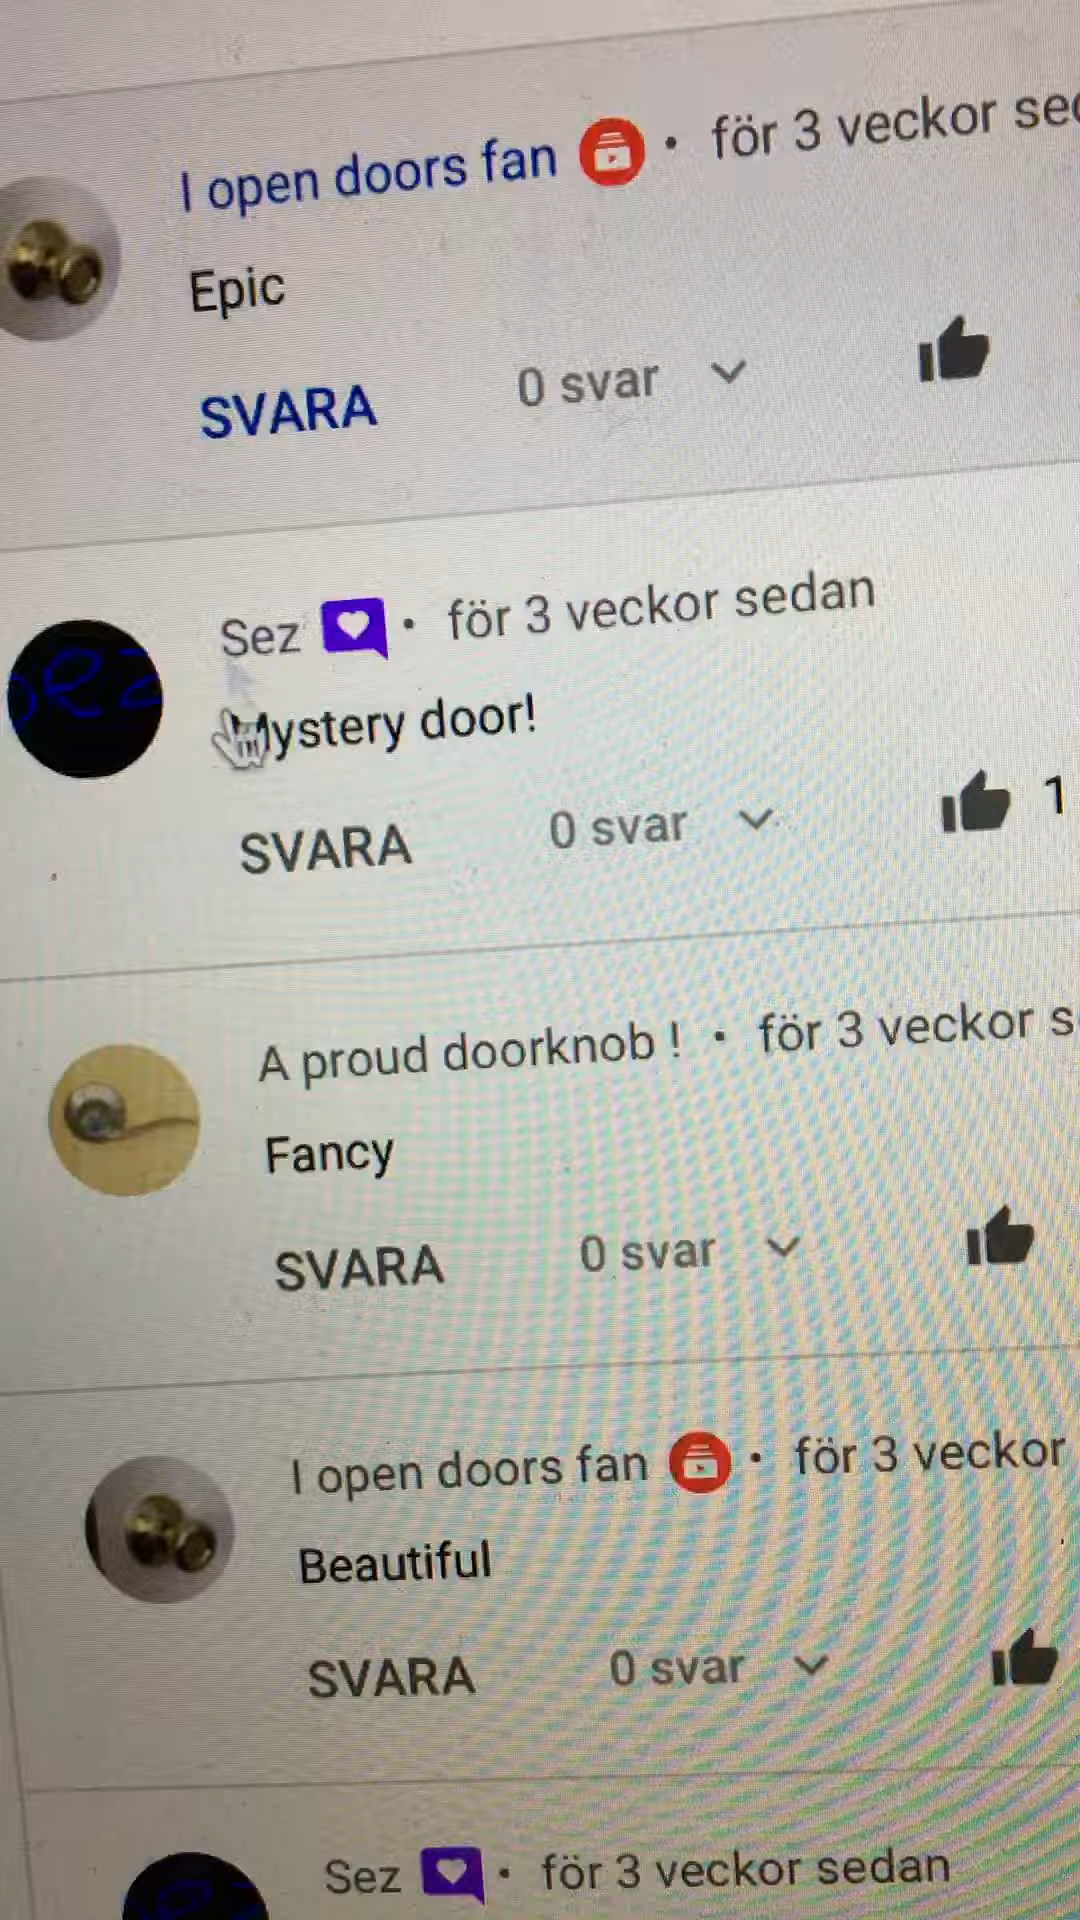 I open doors fan • för 3 veckor
Epic
SVARA 0 svar
Sez • för 3 veckor sedan
Mystery door!
SVARA 0 svar 1
A proud doorknob ! • för 3 veckor
Fancy
SVARA 0 svar
I open doors fan • för 3 veckor
Beautiful
SVARA 0 svar
Sez • för 3 veckor sedan